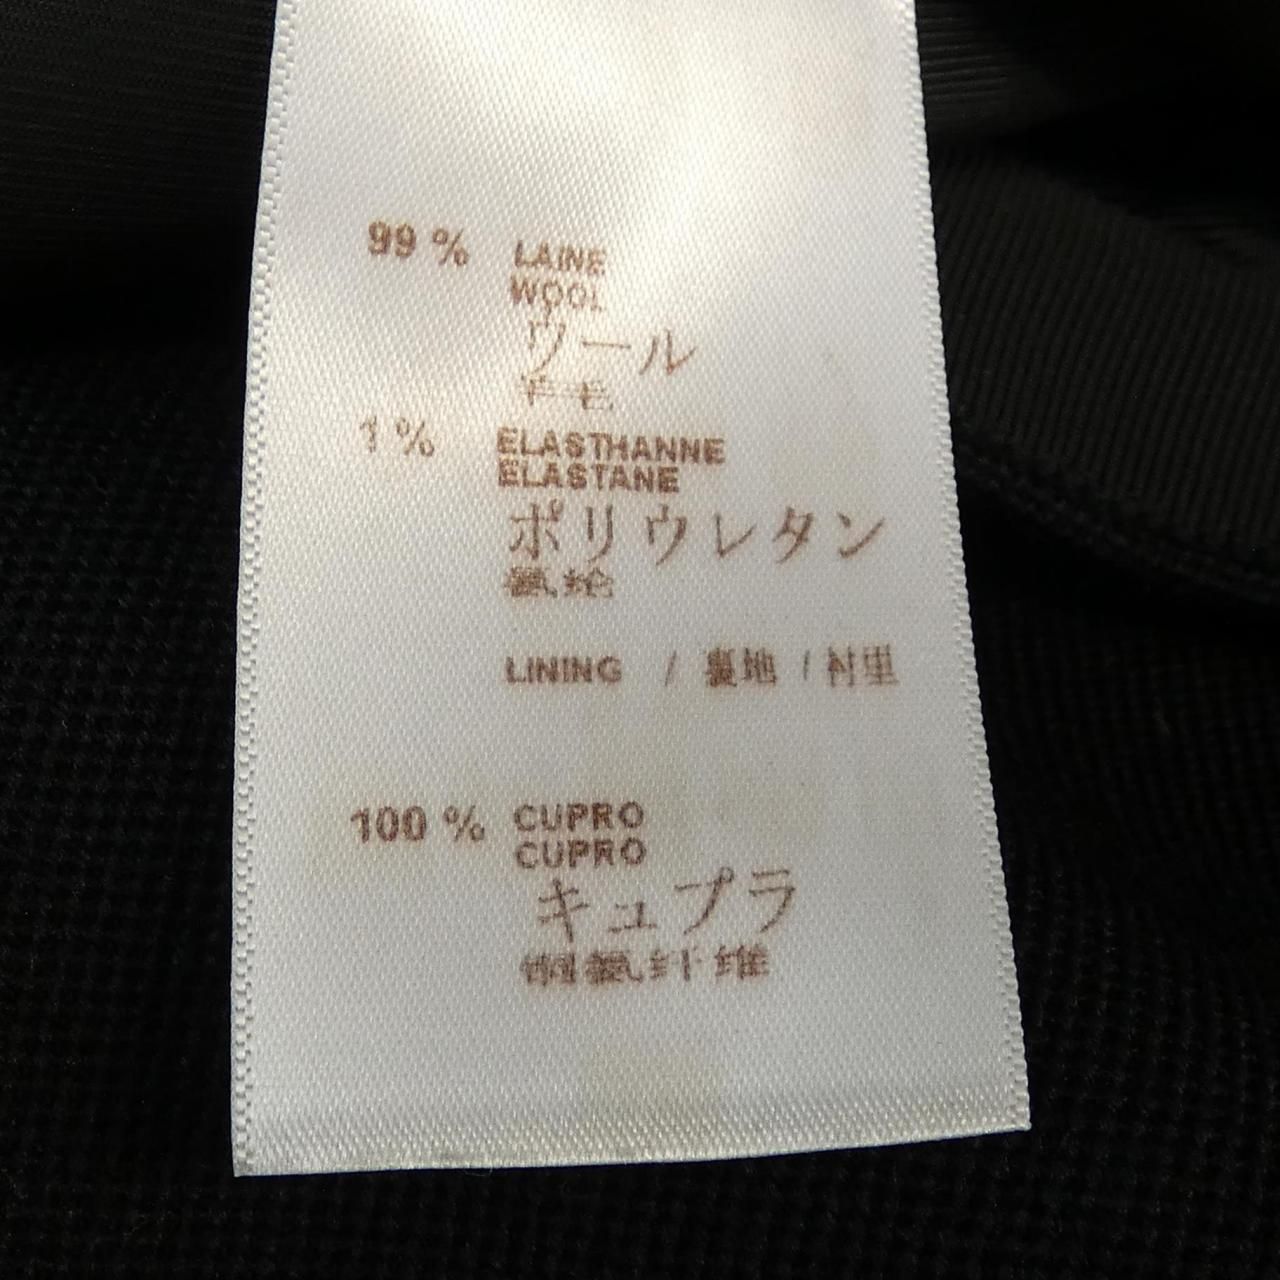 99 % LAINE
WOOL
ウール
羊毛
1 % ELASTHANNE
ELASTANE
ポリウレタン
氨纶
LINING / 裏地 / 衬里
100 % CUPRO
CUPRO
キュプラ
铜氨纤维